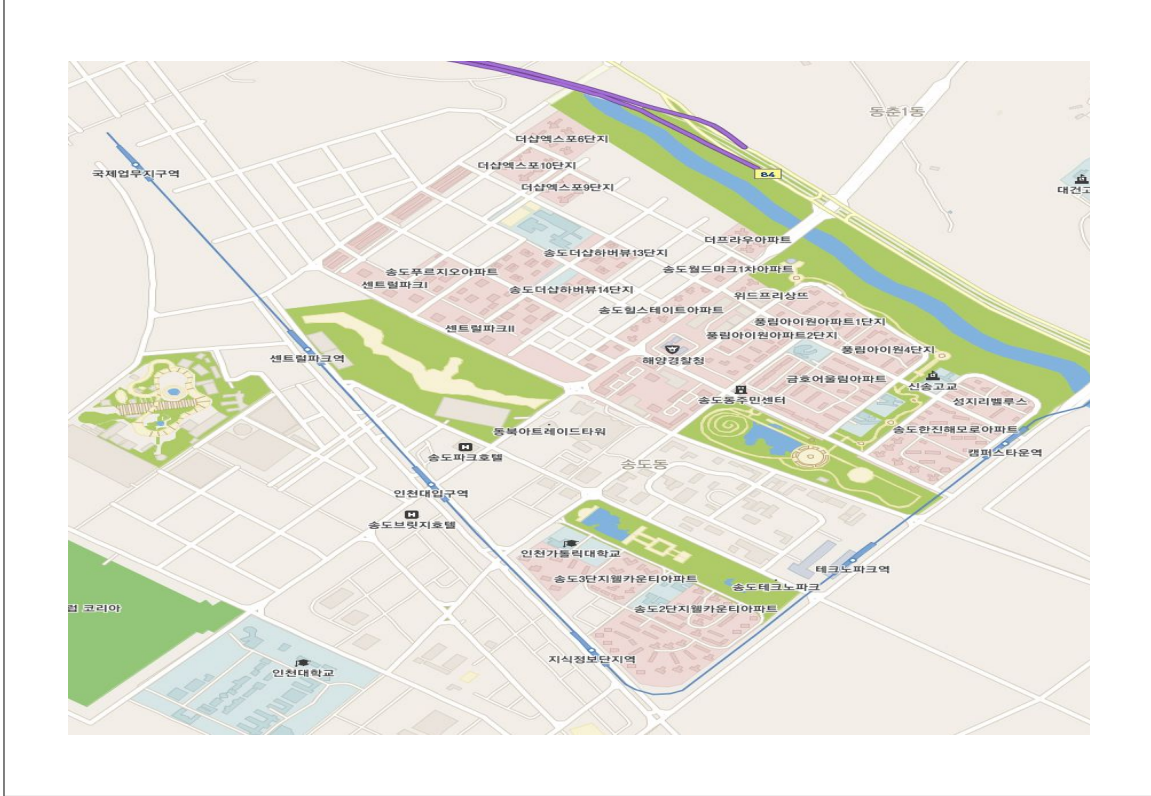 동춘1동
더샵엑스포6단지
더샵엑스포10단지
국제업무지구역
84
더샵엑스포9단지
대건고
더프라우아파트
송도더샵하버뷰13단지
송도푸르지오아파트
송도월드마크1차아파트
센트럴파크I
송도더샵하버뷰14단지
위드프리상뜨
송도힐스테이트아파트
풍림아이원아파트1단지
센트럴파크II
풍림아이원아파트2단지
풍림아이원4단지
센트럴파크역
해양경찰청
금호어울림아파트
신송고교
송도동주민센터
성지리벨루스
동북아트레이드타워
송도한진해모로아파트
H
송도파크호텔
캠퍼스타운역
송도동
인천대입구역
H
송도브릿지호텔
인천가톨릭대학교
테크노파크역
송도3단지웰카운티아파트
송도테크노파크
럽 코리아
송도2단지웰카운티아파트
지식정보단지역
인천대학교